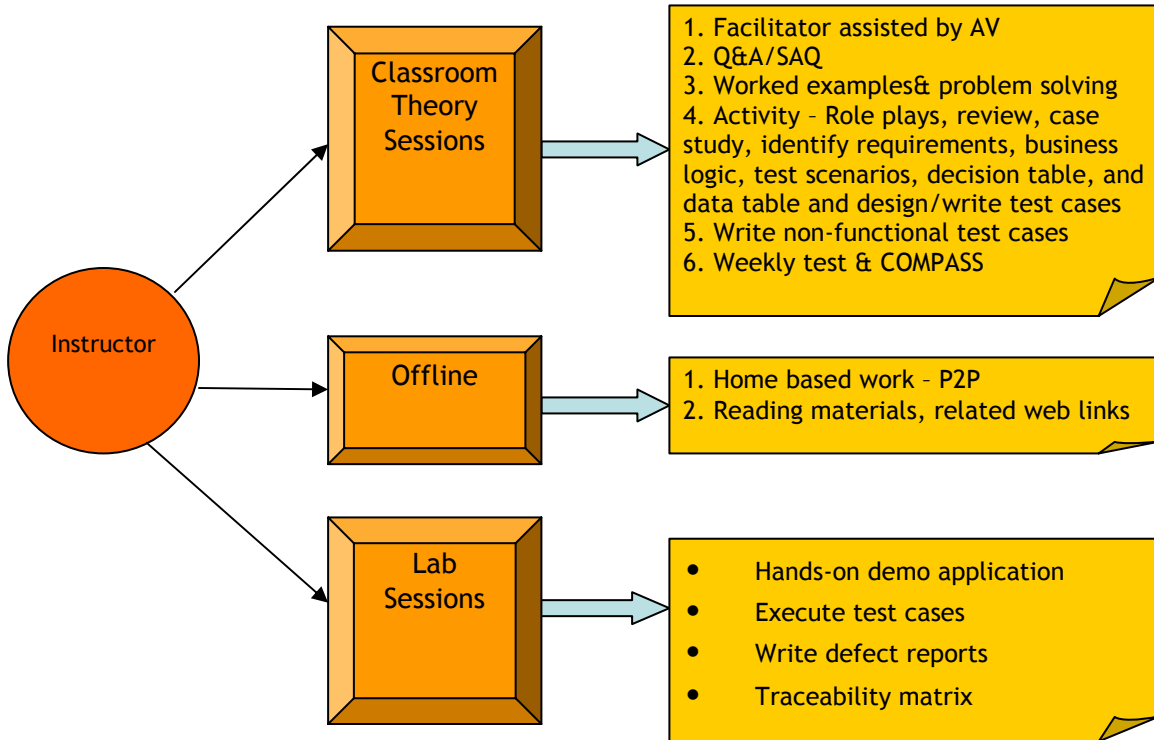 Instructor
Classroom
Theory
Sessions
1. Facilitator assisted by AV
2. Q&A/SAQ
3. Worked examples& problem solving
4. Activity – Role plays, review, case
study, identify requirements, business
logic, test scenarios, decision table, and
data table and design/write test cases
5. Write non-functional test cases
6. Weekly test & COMPASS
Offline
1. Home based work – P2P
2. Reading materials, related web links
Lab
Sessions
• Hands-on demo application
• Execute test cases
• Write defect reports
• Traceability matrix